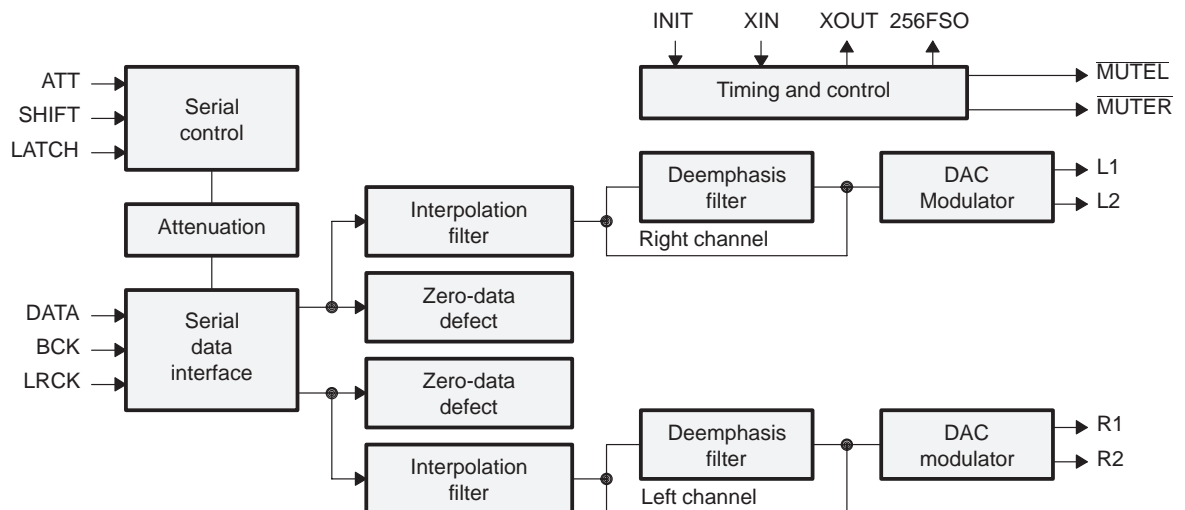 INIT XIN XOUT 256FSO
ATT
SHIFT
LATCH
Serial
control
Timing and control
MUTEL
MUTER
Attenuation
Interpolation
filter
Deemphasis
filter
Right channel
DAC
Modulator
L1
L2
DATA
BCK
LRCK
Serial
data
interface
Zero-data
defect
Zero-data
defect
Interpolation
filter
Deemphasis
filter
Left channel
DAC
modulator
R1
R2